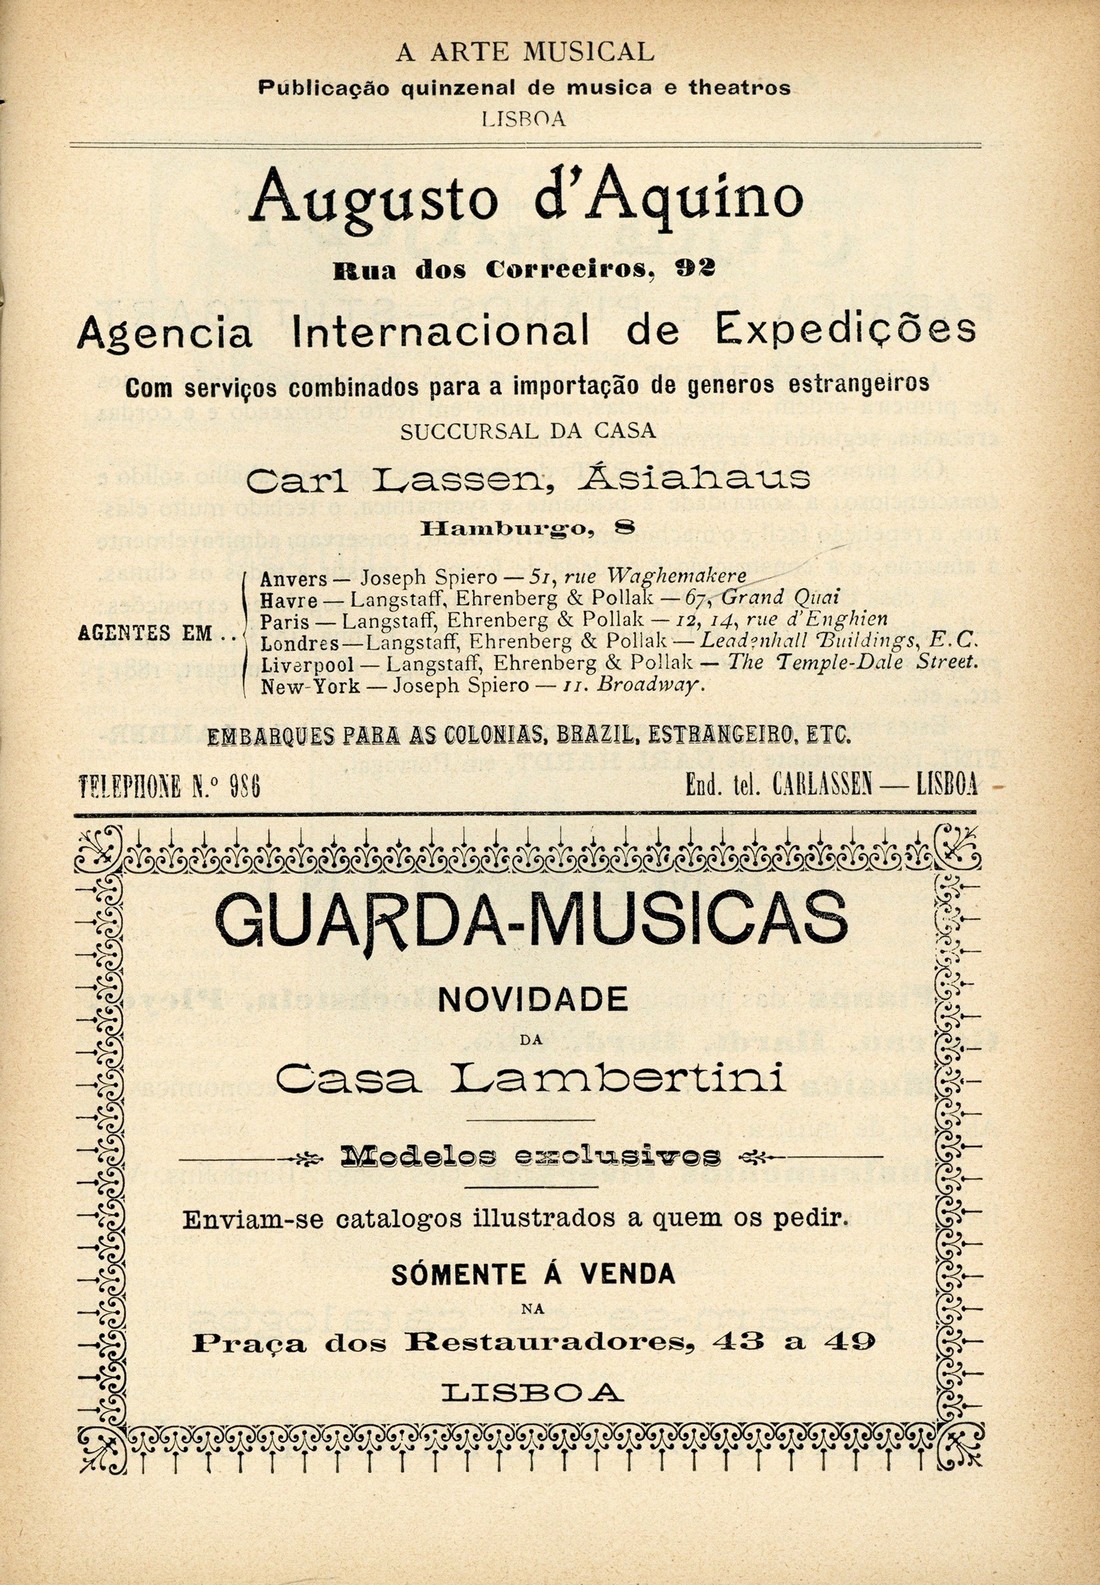 A ARTE MUSICAL
Publicação quinzenal de musica e theatros
LISBOA
Augusto d'Aquino
Rua dos Correeiros, 92
Agencia Internacional de Expedições
Com serviços combinados para a importação de generos estrangeiros
SUCCURSAL DA CASA
Carl Lassen, Ásiahaus
Hamburgo, 8
AGENTES EM ..
Anvers — Joseph Spiero — 51, rue Waghemakere
Havre — Langstaff, Ehrenberg & Pollak — 67, Grand Quai
Paris — Langstaff, Ehrenberg & Pollak — 12, 14, rue d'Enghien
Londres — Langstaff, Ehrenberg & Pollak — Leadenhall Buildings, E. C.
Liverpool — Langstaff, Ehrenberg & Pollak — The Temple-Dale Street.
New-York — Joseph Spiero — 11. Broadway.
EMBARQUES PARA AS COLONIAS, BRAZIL, ESTRANGEIRO, ETC.
TELEPHONE N.º 986 End. tel. CARLASSEN — LISBOA
GUARDA-MUSICAS
NOVIDADE
DA
Casa Lambertini
Modelos exclusivos
Enviam-se catalogos illustrados a quem os pedir.
SÓMENTE Á VENDA
NA
Praça dos Restauradores, 43 a 49
LISBOA